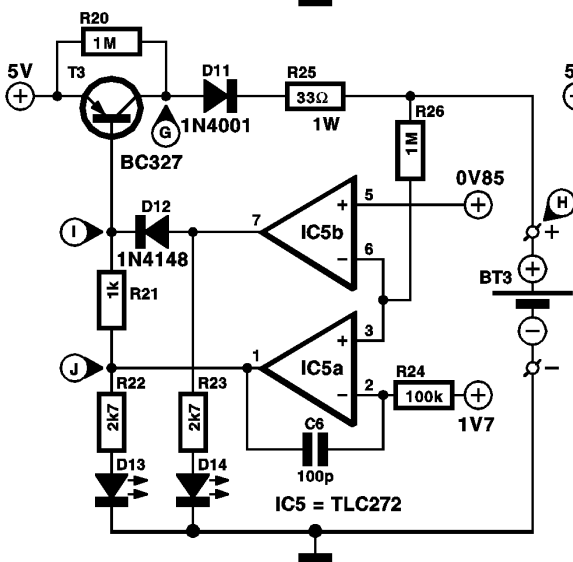 R20
1M
5V
T3
D11
R25
5
33Ω
R26
1N4001
1W
G
1M
BC327
0V85
H
D12
7
5
I
+
IC5b
+
+
1N4148
6
–
BT3
+
1k
R21
1
+
3
–
J
IC5a
R24
–
R22
R23
2
–
100k
2k7
2k7
C6
1V7
+
100p
D13
D14
IC5 = TLC272